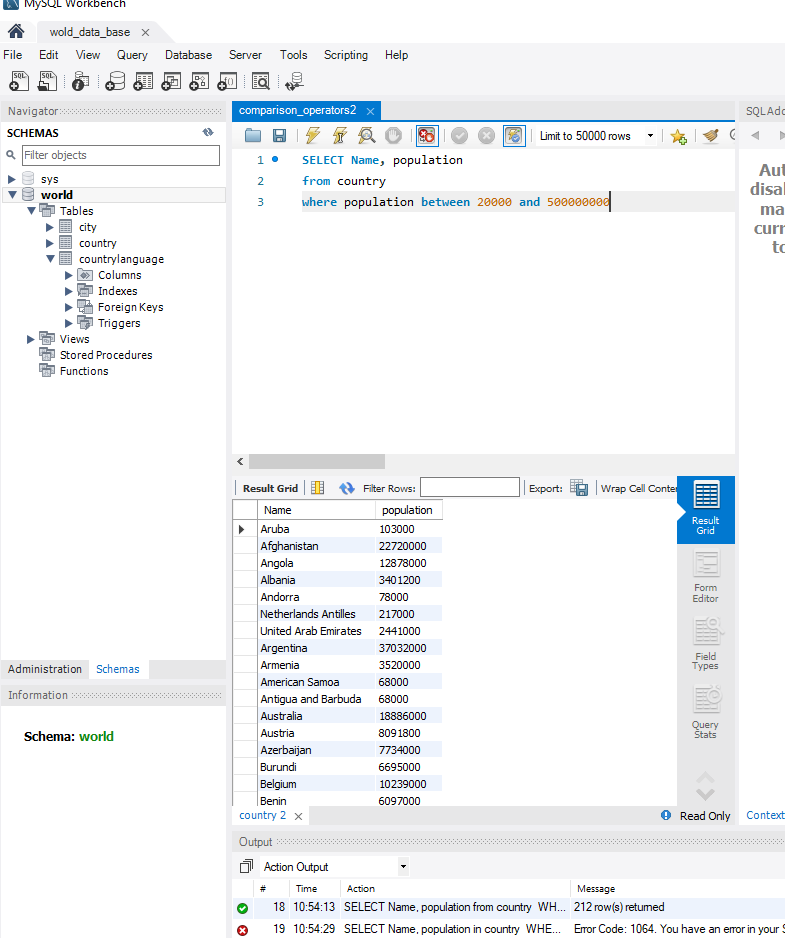 MySQL Workbench
wold_data_base
File Edit View Query Database Server Tools Scripting Help
Navigator
SCHEMAS
Filter objects
sys
world
Tables
city
country
countrylanguage
Columns
Indexes
Foreign Keys
Triggers
Views
Stored Procedures
Functions
Administration Schemas
Information
Schema: world
comparison_operators2
Limit to 50000 rows
1 SELECT Name, population
2 from country
3 where population between 20000 and 500000000
Result Grid Filter Rows: Export: Wrap Cell Conten
Name population
Aruba 103000
Afghanistan 22720000
Angola 12878000
Albania 3401200
Andorra 78000
Netherlands Antilles 217000
United Arab Emirates 2441000
Argentina 37032000
Armenia 3520000
American Samoa 68000
Antigua and Barbuda 68000
Australia 18886000
Austria 8091800
Azerbaijan 7734000
Burundi 6695000
Belgium 10239000
Benin 6097000
Result
Grid
Form
Editor
Field
Types
Query
Stats
country 2
Read Only
Output
Action Output
# Time Action Message
18 10:54:13 SELECT Name, population from country WH... 212 row(s) returned
19 10:54:29 SELECT Name, population in country WHE... Error Code: 1064. You have an error in your S
SQLAdd
Aut
disal
ma
curr
to
Context